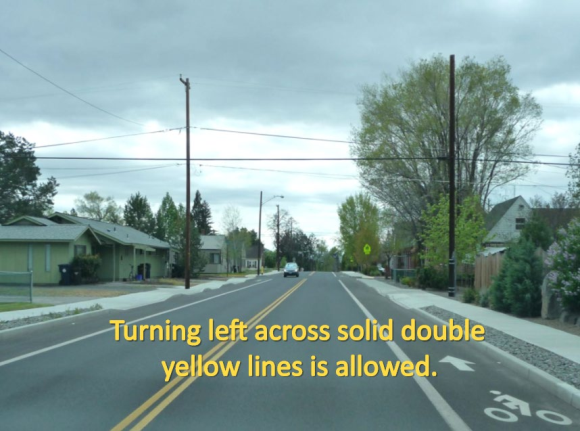 Turning left across solid double
yellow lines is allowed.